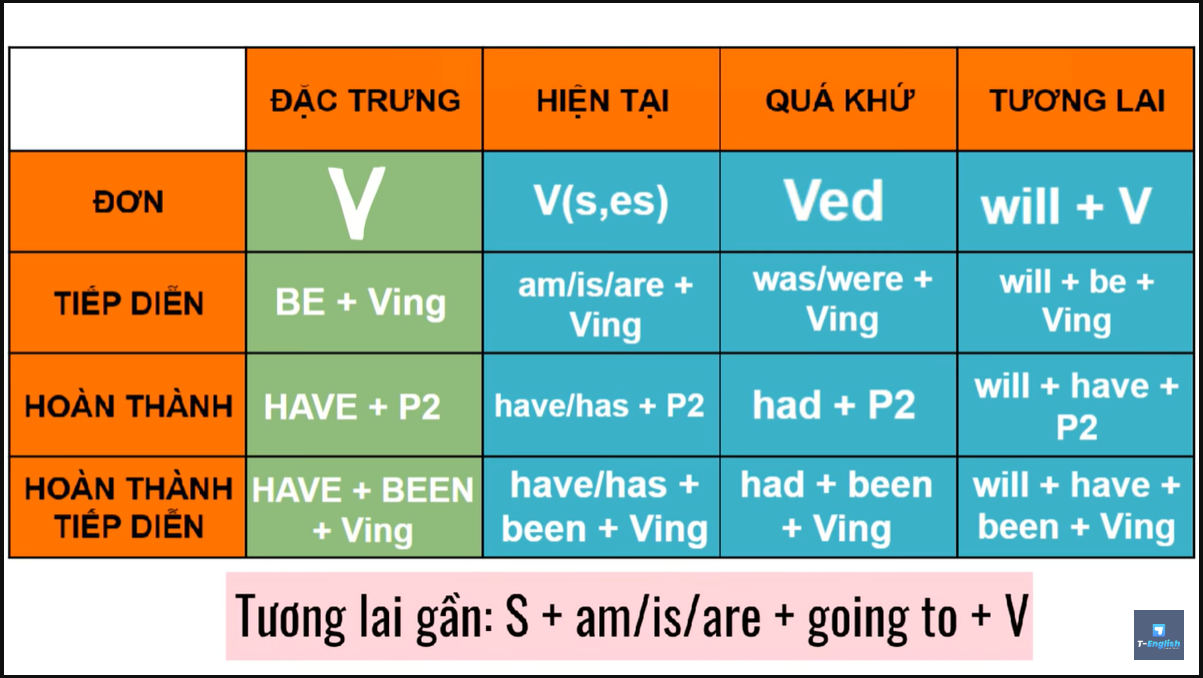 ĐẶC TRƯNG HIỆN TẠI QUÁ KHỨ TƯƠNG LAI
ĐƠN V V(s,es) Ved will + V
TIẾP DIỄN BE + Ving
am/is/are +
Ving
was/were +
Ving
will + be +
Ving
HOÀN THÀNH HAVE + P2 have/has + P2 had + P2
will + have +
P2
HOÀN THÀNH
TIẾP DIỄN
HAVE + BEEN
+ Ving
have/has +
been + Ving
had + been
+ Ving
will + have +
been + Ving
Tương lai gần: S + am/is/are + going to + V
T-English